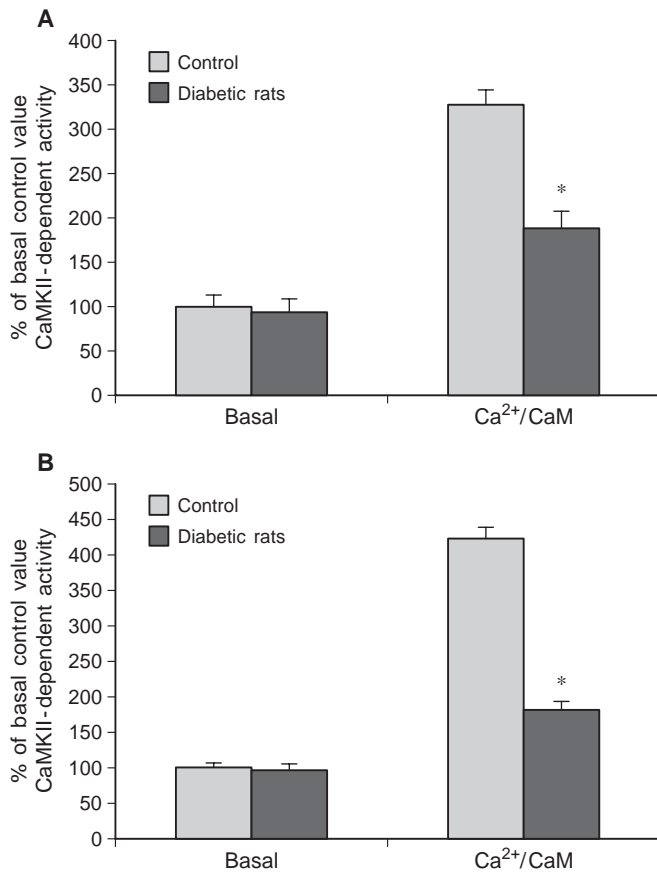 A
% of basal control value
CaMKII-dependent activity
400
350
300
250
200
150
100
50
0
Control
Diabetic rats
*
Basal
Ca²⁺/CaM
B
% of basal control value
CaMKII-dependent activity
500
450
400
350
300
250
200
150
100
50
0
Control
Diabetic rats
*
Basal
Ca²⁺/CaM